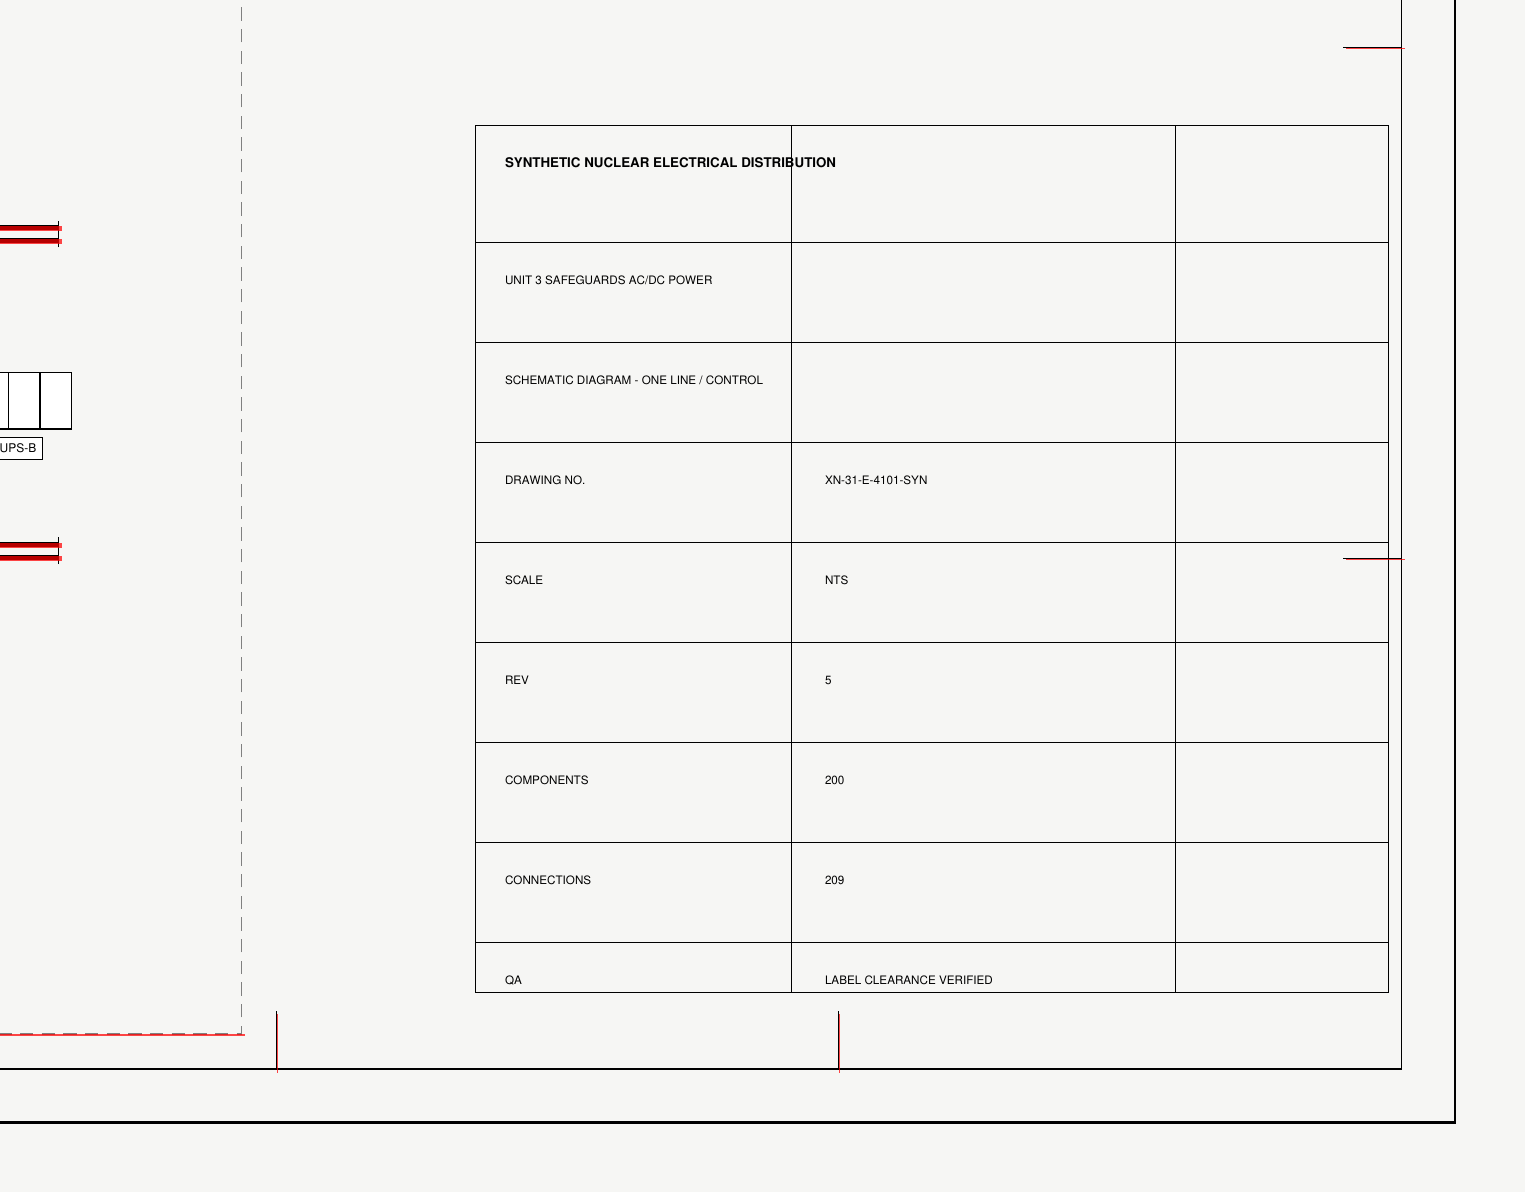 SYNTHETIC NUCLEAR ELECTRICAL DISTRIBUTION
UNIT 3 SAFEGUARDS AC/DC POWER
SCHEMATIC DIAGRAM - ONE LINE / CONTROL
UPS-B
DRAWING NO. XN-31-E-4101-SYN
SCALE NTS
REV 5
COMPONENTS 200
CONNECTIONS 209
QA LABEL CLEARANCE VERIFIED